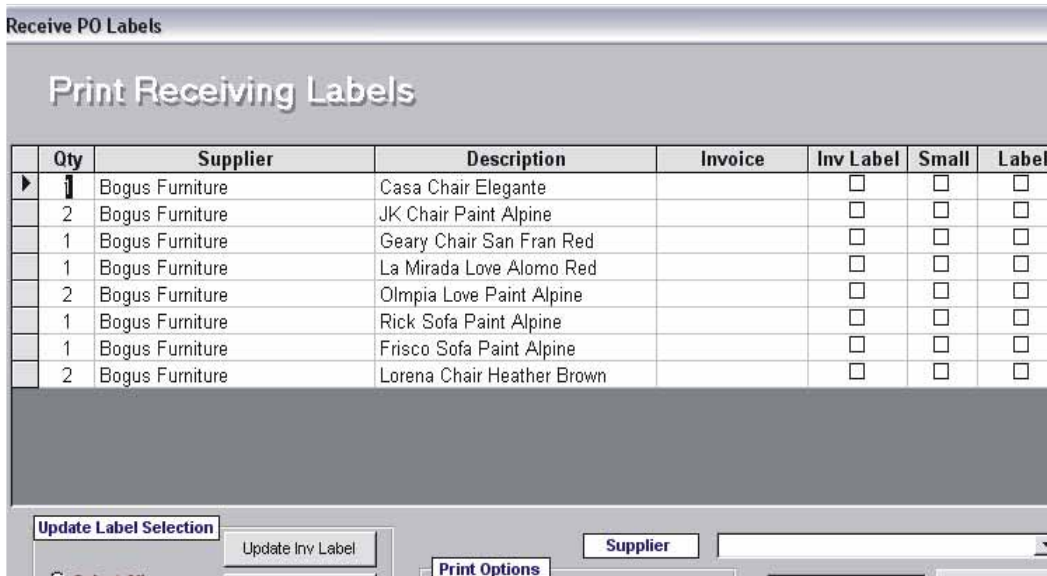 Receive PO Labels
Print Receiving Labels
Qty Supplier Description Invoice Inv Label Small Label
1 Bogus Furniture Casa Chair Elegante
2 Bogus Furniture JK Chair Paint Alpine
1 Bogus Furniture Geary Chair San Fran Red
1 Bogus Furniture La Mirada Love Alomo Red
2 Bogus Furniture Olmpia Love Paint Alpine
1 Bogus Furniture Rick Sofa Paint Alpine
1 Bogus Furniture Frisco Sofa Paint Alpine
2 Bogus Furniture Lorena Chair Heather Brown
Update Label Selection
Update Inv Label
Supplier
Print Options